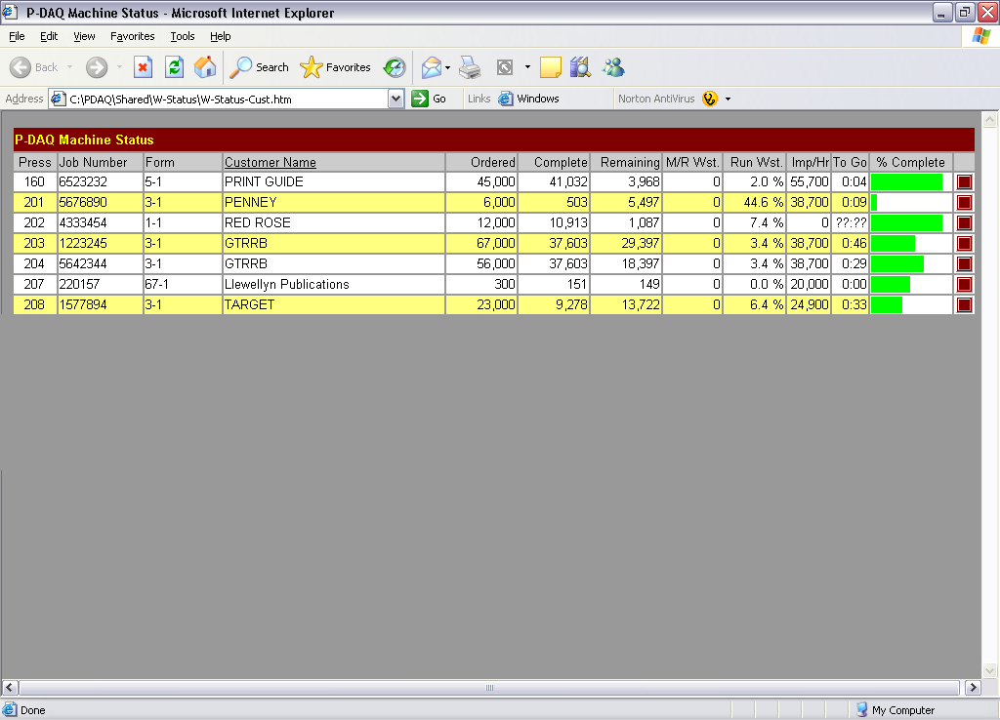 P-DAQ Machine Status - Microsoft Internet Explorer
File Edit View Favorites Tools Help
Back Search Favorites
Address C:\PDAQ\Shared\W-Status\W-Status-Cust.htm Go Links Windows Norton AntiVirus
P-DAQ Machine Status
Press Job Number Form Customer Name Ordered Complete Remaining M/R Wst. Run Wst. Imp/Hr To Go % Complete
160 6523232 5-1 PRINT GUIDE 45,000 41,032 3,968 0 2.0 % 55,700 0:04
201 5676890 3-1 PENNEY 6,000 503 5,497 0 44.6 % 38,700 0:09
202 4333454 1-1 RED ROSE 12,000 10,913 1,087 0 7.4 % 0 ??:??
203 1223245 3-1 GTRRB 67,000 37,603 29,397 0 3.4 % 38,700 0:46
204 5642344 3-1 GTRRB 56,000 37,603 18,397 0 3.4 % 38,700 0:29
207 220157 67-1 Llewellyn Publications 300 151 149 0 0.0 % 20,000 0:00
208 1577894 3-1 TARGET 23,000 9,278 13,722 0 6.4 % 24,900 0:33
Done My Computer